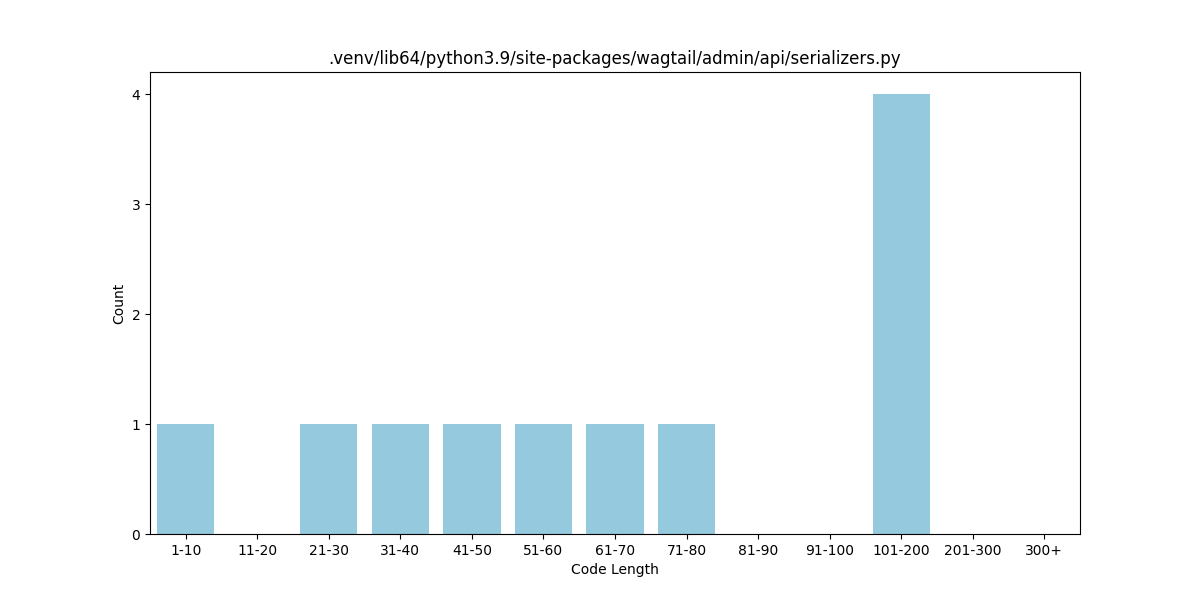 .venv/lib64/python3.9/site-packages/wagtail/admin/api/serializers.py
4
3
2
1
0
Count
1-10 11-20 21-30 31-40 41-50 51-60 61-70 71-80 81-90 91-100 101-200 201-300 300+
Code Length